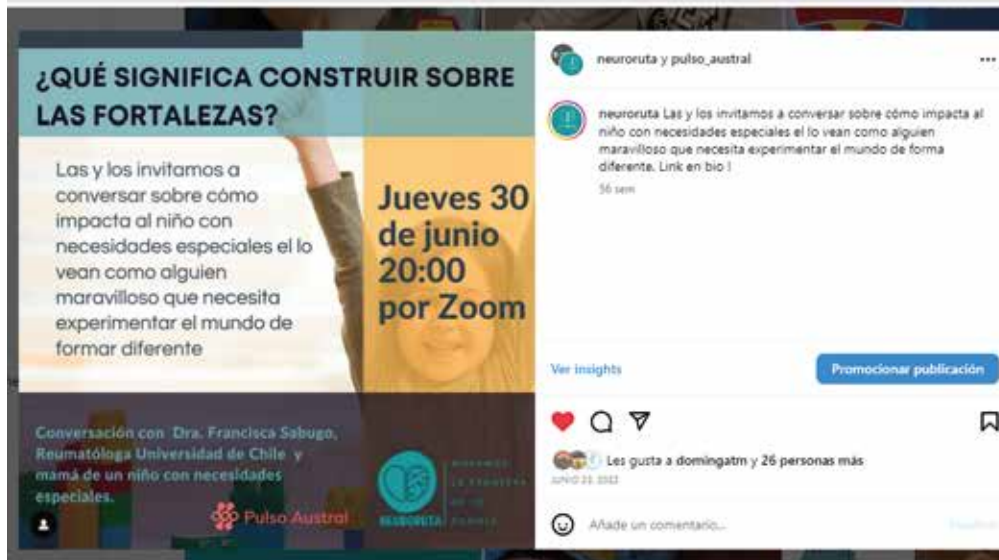 ¿QUÉ SIGNIFICA CONSTRUIR SOBRE
LAS FORTALEZAS?
Las y los invitamos a
conversar sobre cómo
impacta al niño con
necesidades especiales el lo
vean como alguien
maravilloso que necesita
experimentar el mundo de
formar diferente
Jueves 30
de junio
20:00
por Zoom
Conversación con Dra. Francisca Sabugo,
Reumatóloga Universidad de Chile y
mamá de un niño con necesidades
especiales.
Pulso Austral
NEURORUTA
neuroruta y pulso_austral
neuroruta Las y los invitamos a conversar sobre cómo impacta al
niño con necesidades especiales el lo vean como alguien
maravilloso que necesita experimentar el mundo de forma
diferente. Link en bio !
56 sem
Ver insights
Promocionar publicación
Les gusta a domingatm y 26 personas más
Añade un comentario...